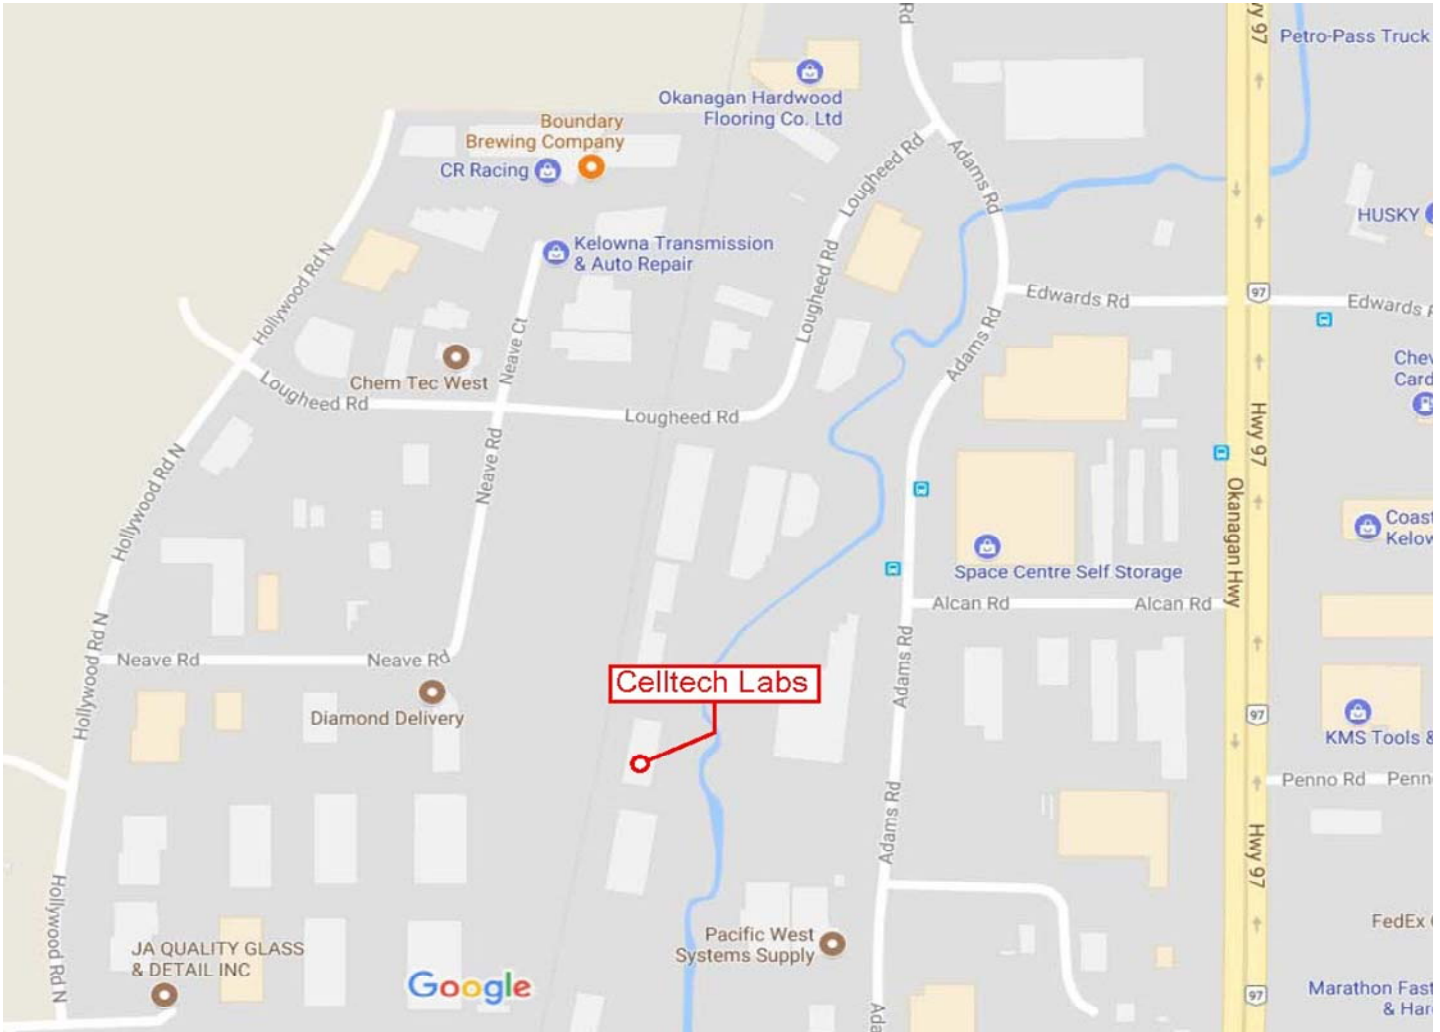 Rd
Hwy 97
Petro-Pass Truck
Okanagan Hardwood
Flooring Co. Ltd
Boundary
Brewing Company
CR Racing
Lougheed Rd
Adams Rd
HUSKY
Kelowna Transmission
& Auto Repair
Hollywood Rd N
Lougheed Rd
Edwards Rd
97
Edwards R
Adams Rd
Neave Ct
Chem Tec West
Chev
Card
Lougheed Rd
Lougheed Rd
Hwy 97
Neave Rd
Hollywood Rd N
Okanagan Hwy
Coast
Kelow
Space Centre Self Storage
Alcan Rd
Alcan Rd
Hollywood Rd N
Neave Rd
Neave Rd
Adams Rd
Celltech Labs
Diamond Delivery
97
KMS Tools &
Penno Rd
Penn
Adams Rd
Hwy 97
Hollywood Rd N
Pacific West
Systems Supply
FedEx
JA QUALITY GLASS
& DETAIL INC
Google
97
Marathon Fast
& Har
Ada